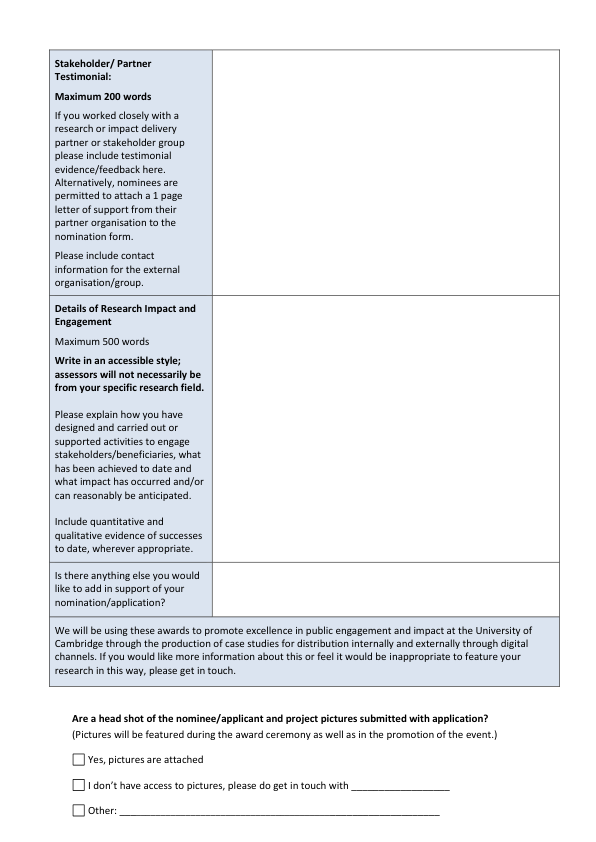 Stakeholder/ Partner
Testimonial:
Maximum 200 words
If you worked closely with a
research or impact delivery
partner or stakeholder group
please include testimonial
evidence/feedback here.
Alternatively, nominees are
permitted to attach a 1 page
letter of support from their
partner organisation to the
nomination form.
Please include contact
information for the external
organisation/group.
Details of Research Impact and
Engagement
Maximum 500 words
Write in an accessible style;
assessors will not necessarily be
from your specific research field.
Please explain how you have
designed and carried out or
supported activities to engage
stakeholders/beneficiaries, what
has been achieved to date and
what impact has occurred and/or
can reasonably be anticipated.
Include quantitative and
qualitative evidence of successes
to date, wherever appropriate.
Is there anything else you would
like to add in support of your
nomination/application?
We will be using these awards to promote excellence in public engagement and impact at the University of
Cambridge through the production of case studies for distribution internally and externally through digital
channels. If you would like more information about this or feel it would be inappropriate to feature your
research in this way, please get in touch.
Are a head shot of the nominee/applicant and project pictures submitted with application?
(Pictures will be featured during the award ceremony as well as in the promotion of the event.)
Yes, pictures are attached
I don't have access to pictures, please do get in touch with __________________
Other: ___________________________________________________________